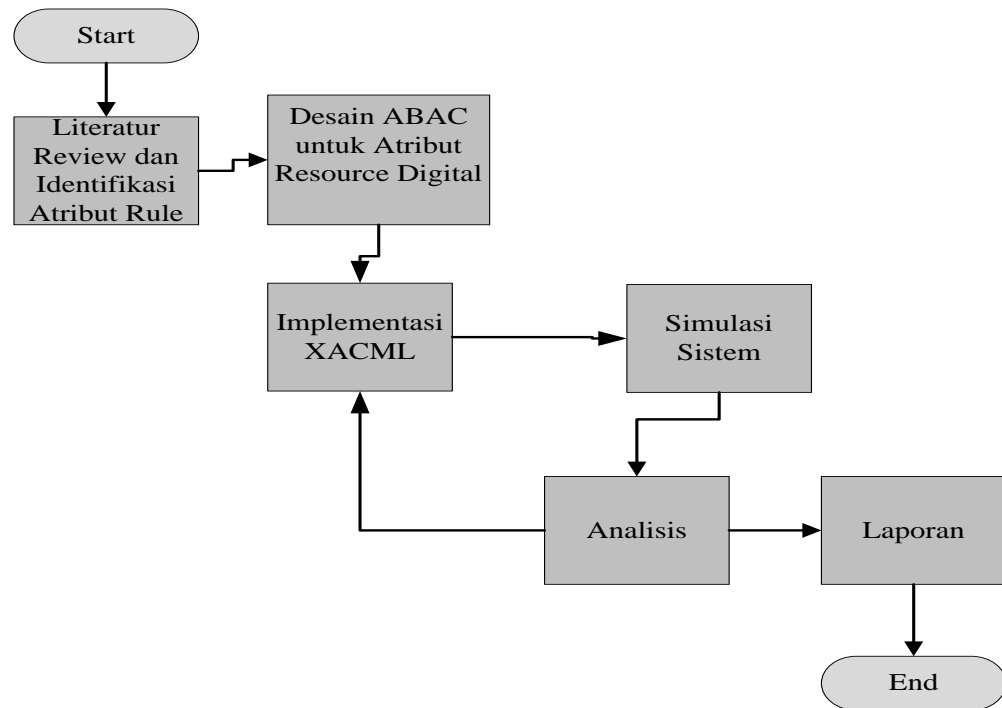 Start
Literatur
Review dan
Identifikasi
Atribut Rule
Desain ABAC
untuk Atribut
Resource Digital
Implementasi
XACML
Simulasi
Sistem
Analisis
Laporan
End